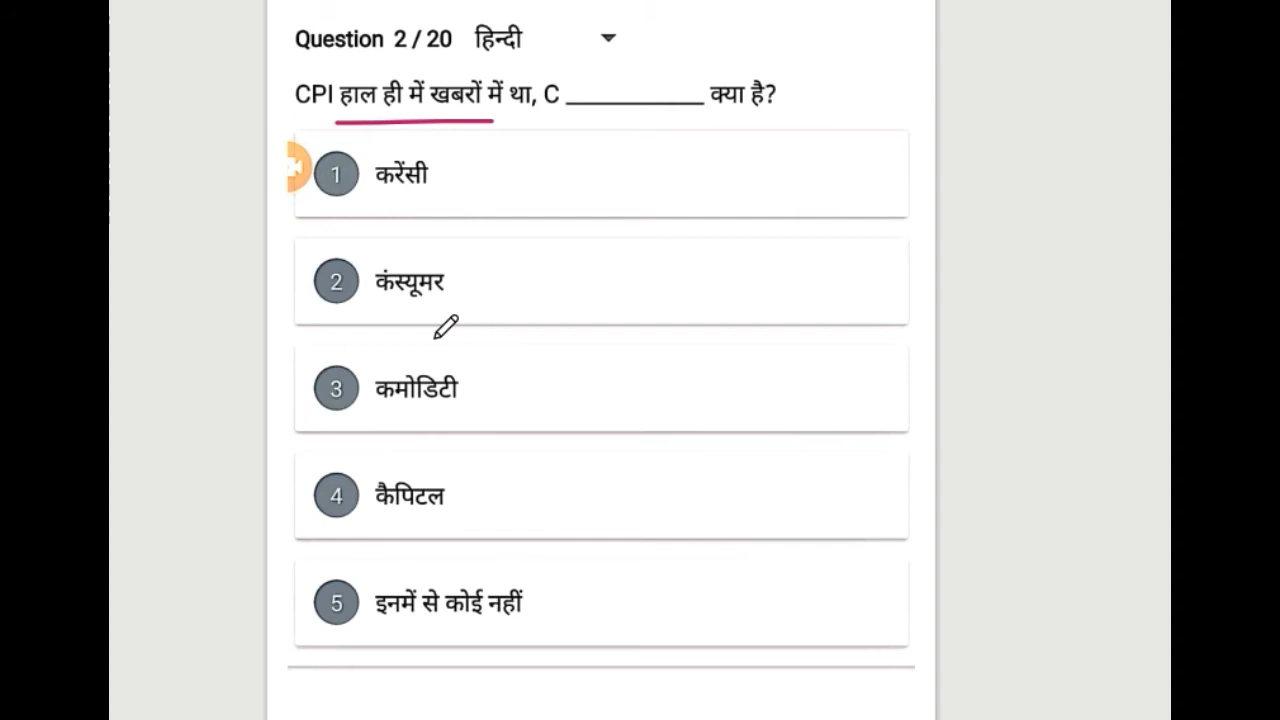 Question 2 / 20 हिन्दी
CPI हाल ही में खबरों में था, C ____________ क्या है?
1 करेंसी
2 कंस्यूमर
3 कमोडिटी
4 कैपिटल
5 इनमें से कोई नहीं